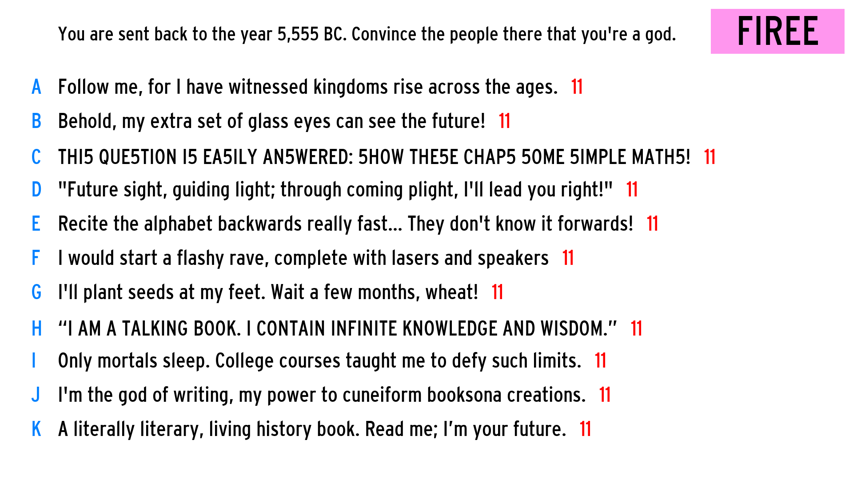 You are sent back to the year 5,555 BC. Convince the people there that you're a god.
FIREE
A Follow me, for I have witnessed kingdoms rise across the ages. 11
B Behold, my extra set of glass eyes can see the future! 11
C THI5 QUE5TION I5 EA5ILY AN5WERED: 5HOW THE5E CHAP5 5OME 5IMPLE MATH5! 11
D "Future sight, guiding light; through coming plight, I'll lead you right!" 11
E Recite the alphabet backwards really fast... They don't know it forwards! 11
F I would start a flashy rave, complete with lasers and speakers 11
G I'll plant seeds at my feet. Wait a few months, wheat! 11
H “I AM A TALKING BOOK. I CONTAIN INFINITE KNOWLEDGE AND WISDOM.” 11
I Only mortals sleep. College courses taught me to defy such limits. 11
J I'm the god of writing, my power to cuneiform booksona creations. 11
K A literally literary, living history book. Read me; I’m your future. 11